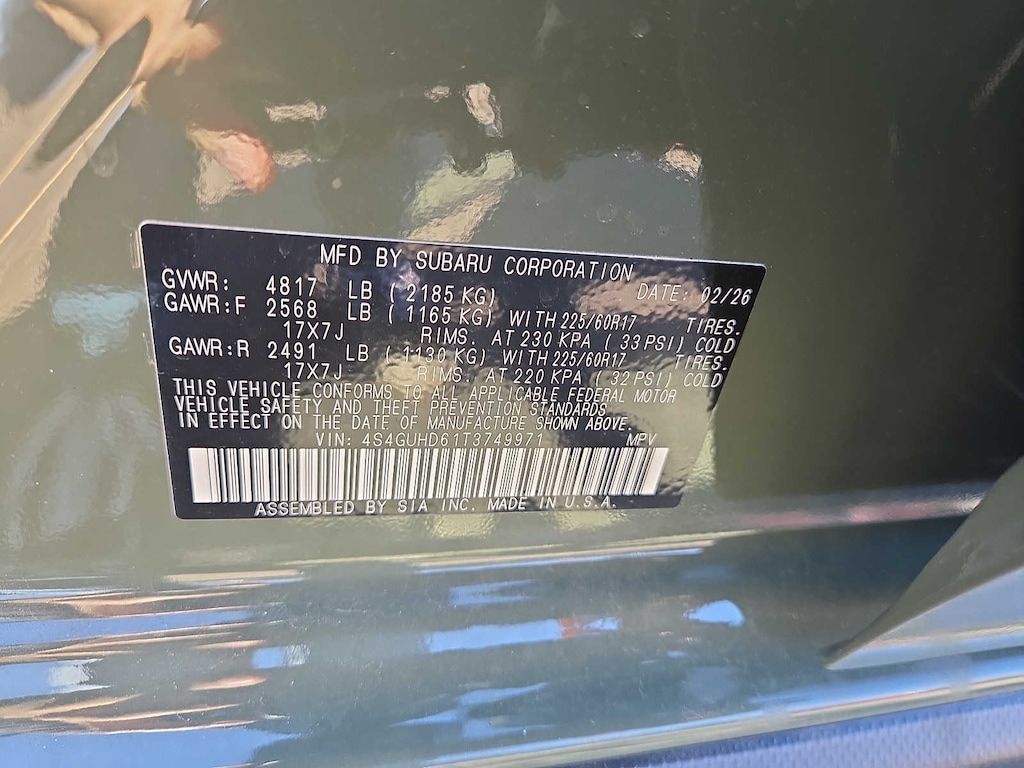 MFD BY SUBARU CORPORATION
GVWR: 4817 LB ( 2185 KG) DATE: 02/26
GAWR:F 2568 LB ( 1165 KG) WITH 225/60R17 TIRES.
17X7J RIMS. AT 230 KPA ( 33 PSI) COLD
GAWR:R 2491 LB ( 1130 KG) WITH 225/60R17 TIRES.
17X7J RIMS. AT 220 KPA ( 32 PSI) COLD
THIS VEHICLE CONFORMS TO ALL APPLICABLE FEDERAL MOTOR
VEHICLE SAFETY AND THEFT PREVENTION STANDARDS
IN EFFECT ON THE DATE OF MANUFACTURE SHOWN ABOVE.
VIN: 4S4GUHD61T3749971 MPV
ASSEMBLED BY SIA INC. MADE IN U.S.A.